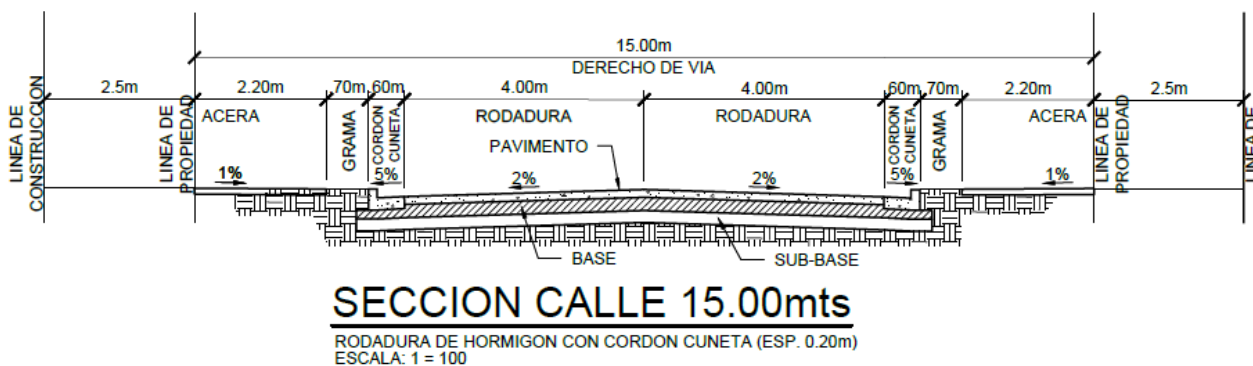 15.00m
DERECHO DE VIA
2.5m 2.20m 70m 60m 4.00m 4.00m 60m 70m 2.20m 2.5m
LINEA DE
CONSTRUCCION
LINEA DE
PROPIEDAD
ACERA
GRAMA
CORDON
CUNETA
RODADURA
RODADURA
CORDON
CUNETA
GRAMA
ACERA
LINEA DE
PROPIEDAD
LINEA DE
PAVIMENTO
1% 5% 2% 2% 5% 1%
BASE
SUB-BASE
SECCION CALLE 15.00mts
RODADURA DE HORMIGON CON CORDON CUNETA (ESP. 0.20m)
ESCALA: 1 = 100